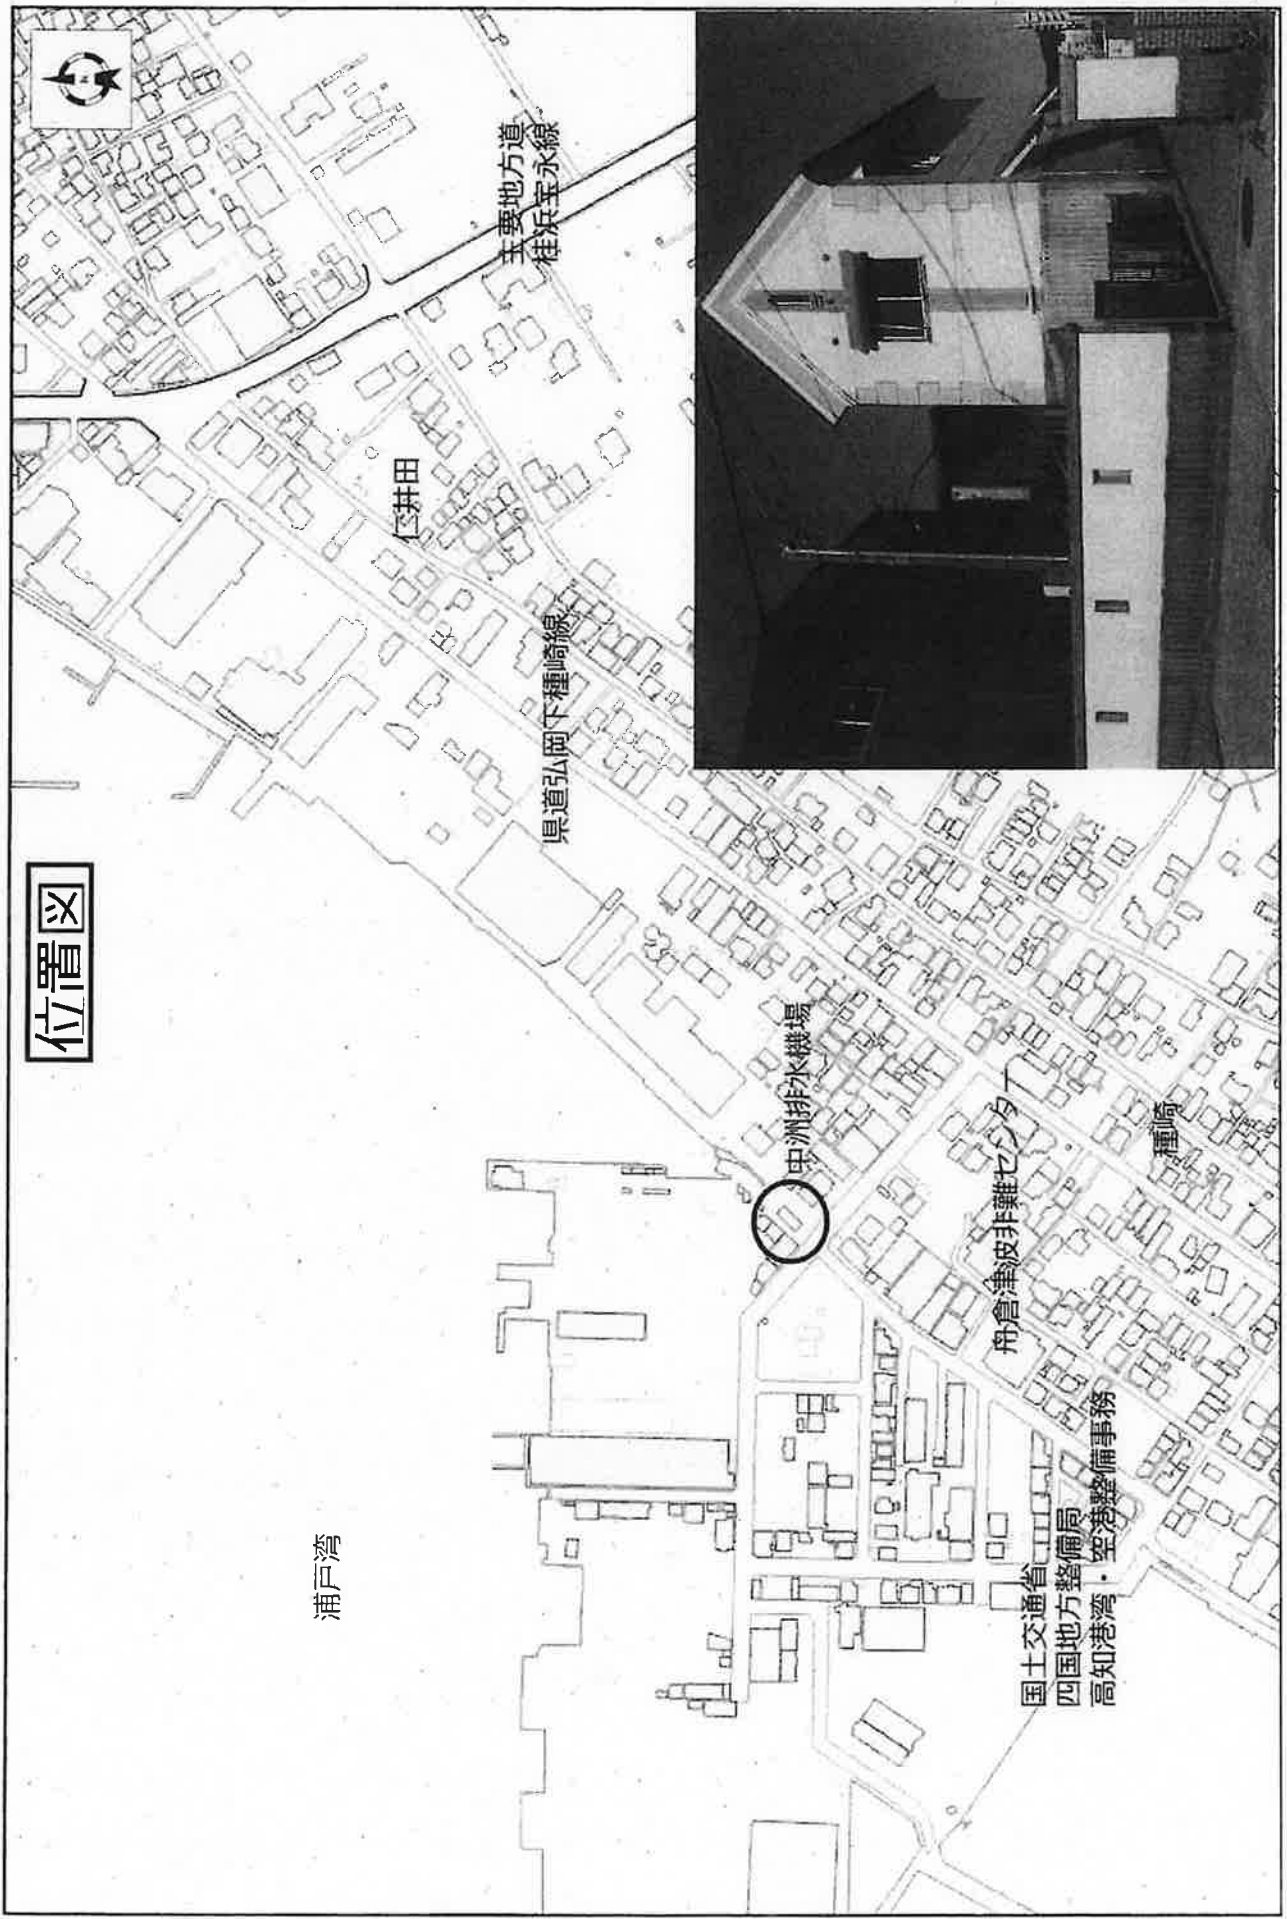 位置図
N
主要地方道
桂浜宝永線
仁井田
県道弘岡下種崎線
中洲排水機場
浦戸湾
舟倉津波非難センター
種崎
国土交通省
四国地方整備局
高知港湾・空港整備事務